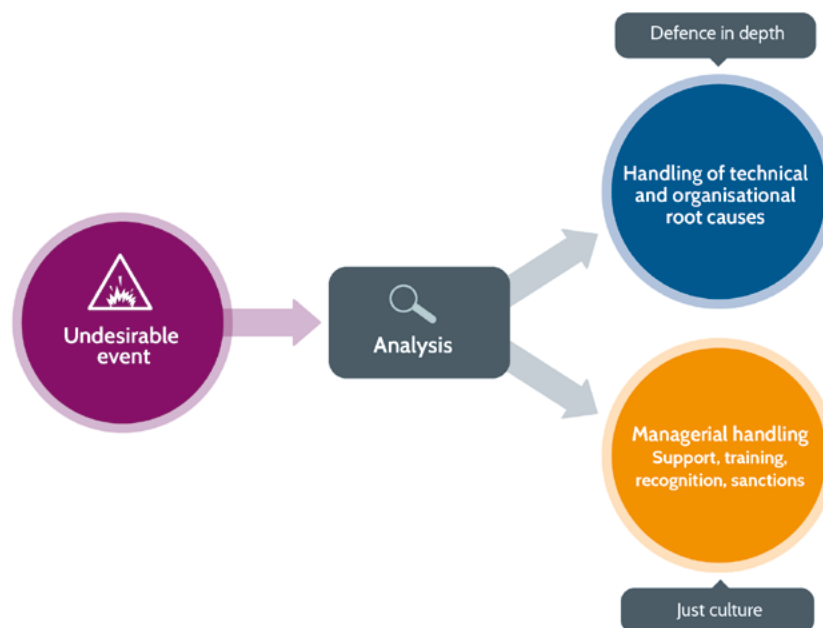 Defence in depth
Handling of technical
and organisational
root causes
Undesirable
event
Analysis
Managerial handling
Support, training,
recognition, sanctions
Just culture